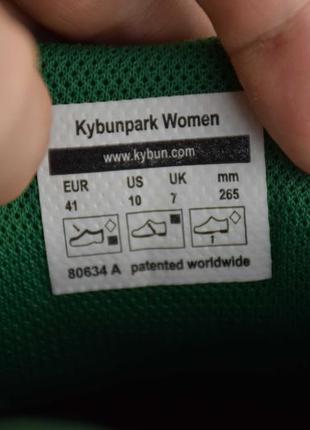 Kybunpark Women
www.kybun.com
EUR US UK mm
41 10 7 265
80634 A patented worldwide